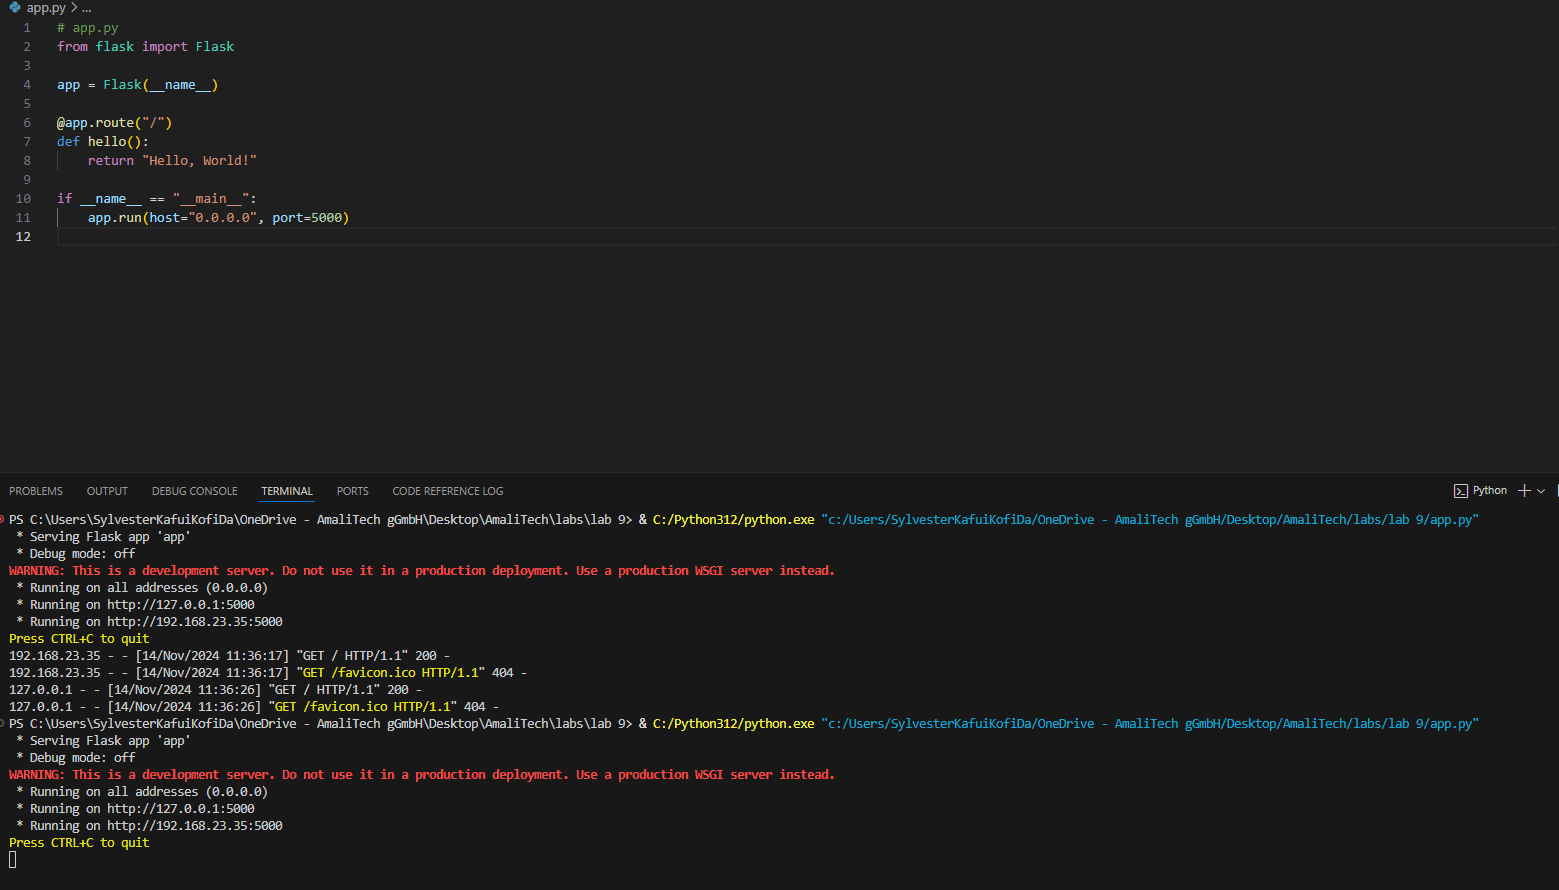 app.py > ...
1 # app.py
2 from flask import Flask
3
4 app = Flask(__name__)
5
6 @app.route("/")
7 def hello():
8     return "Hello, World!"
9
10 if __name__ == "__main__":
11     app.run(host="0.0.0.0", port=5000)
12
PROBLEMS OUTPUT DEBUG CONSOLE TERMINAL PORTS CODE REFERENCE LOG Python
PS C:\Users\SylvesterKafuiKofiDa\OneDrive - AmaliTech gGmbH\Desktop\AmaliTech\labs\lab 9> & C:/Python312/python.exe "c:/Users/SylvesterKafuiKofiDa/OneDrive - AmaliTech gGmbH/Desktop/AmaliTech/labs/lab 9/app.py"
 * Serving Flask app 'app'
 * Debug mode: off
WARNING: This is a development server. Do not use it in a production deployment. Use a production WSGI server instead.
 * Running on all addresses (0.0.0.0)
 * Running on http://127.0.0.1:5000
 * Running on http://192.168.23.35:5000
Press CTRL+C to quit
192.168.23.35 - - [14/Nov/2024 11:36:17] "GET / HTTP/1.1" 200 -
192.168.23.35 - - [14/Nov/2024 11:36:17] "GET /favicon.ico HTTP/1.1" 404 -
127.0.0.1 - - [14/Nov/2024 11:36:26] "GET / HTTP/1.1" 200 -
127.0.0.1 - - [14/Nov/2024 11:36:26] "GET /favicon.ico HTTP/1.1" 404 -
PS C:\Users\SylvesterKafuiKofiDa\OneDrive - AmaliTech gGmbH\Desktop\AmaliTech\labs\lab 9> & C:/Python312/python.exe "c:/Users/SylvesterKafuiKofiDa/OneDrive - AmaliTech gGmbH/Desktop/AmaliTech/labs/lab 9/app.py"
 * Serving Flask app 'app'
 * Debug mode: off
WARNING: This is a development server. Do not use it in a production deployment. Use a production WSGI server instead.
 * Running on all addresses (0.0.0.0)
 * Running on http://127.0.0.1:5000
 * Running on http://192.168.23.35:5000
Press CTRL+C to quit